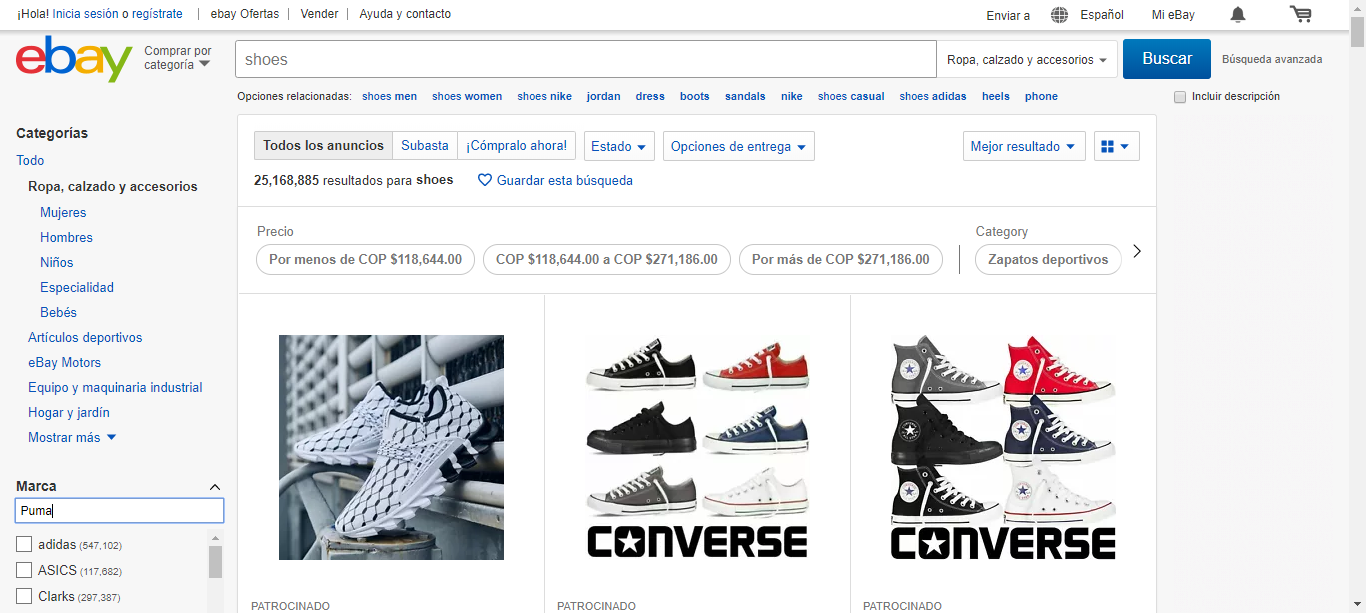 ¡Hola! Inicia sesión o regístrate | ebay Ofertas | Vender | Ayuda y contacto
Enviar a Español Mi eBay
ebay
Comprar por
categoría
shoes
Ropa, calzado y accesorios
Buscar
Búsqueda avanzada
Opciones relacionadas: shoes men shoes women shoes nike jordan dress boots sandals nike shoes casual shoes adidas heels phone
Incluir descripción
Categorías
Todo
Ropa, calzado y accesorios
Mujeres
Hombres
Niños
Especialidad
Bebés
Artículos deportivos
eBay Motors
Equipo y maquinaria industrial
Hogar y jardín
Mostrar más
Marca
Puma
adidas (547,102)
ASICS (117,682)
Clarks (297,387)
Todos los anuncios Subasta ¡Cómpralo ahora! Estado Opciones de entrega
Mejor resultado
25,168,885 resultados para shoes Guardar esta búsqueda
Precio
Por menos de COP $118,644.00 COP $118,644.00 a COP $271,186.00 Por más de COP $271,186.00
Category
Zapatos deportivos
CONVERSE
CONVERSE
PATROCINADO
PATROCINADO
PATROCINADO